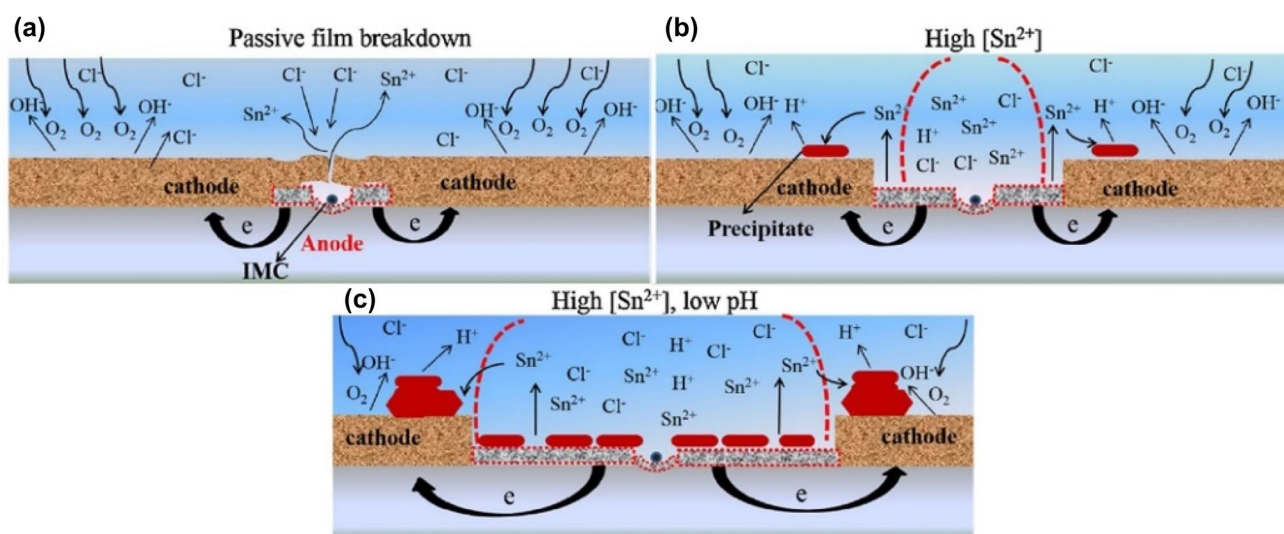 (a)
Passive film breakdown
Cl⁻ Cl⁻ Cl⁻ Cl⁻ Sn²⁺ Cl⁻ Cl⁻
OH⁻ OH⁻ Sn²⁺ OH⁻ OH⁻
O₂ O₂ O₂ Cl⁻ Cl⁻ O₂ O₂ O₂
cathode cathode
e e
Anode
IMC
(b)
High [Sn²⁺]
Cl⁻ Cl⁻ Cl⁻ Cl⁻
OH⁻ OH⁻ H⁺ Sn²⁺ Sn²⁺ Cl⁻ Sn²⁺ H⁺ OH⁻ OH⁻
O₂ O₂ O₂ H⁺ Sn²⁺ O₂ O₂ O₂
Cl⁻ Cl⁻ Sn²⁺
cathode cathode
Precipitate e e
(c)
High [Sn²⁺], low pH
Cl⁻ H⁺ Cl⁻ H⁺ Cl⁻ Cl⁻ H⁺ Cl⁻
OH⁻ Sn²⁺ Cl⁻ Sn²⁺ H⁺ Sn²⁺ Sn²⁺ OH⁻
O₂ Sn²⁺ Cl⁻ Sn²⁺ Cl⁻ O₂
cathode cathode
e e